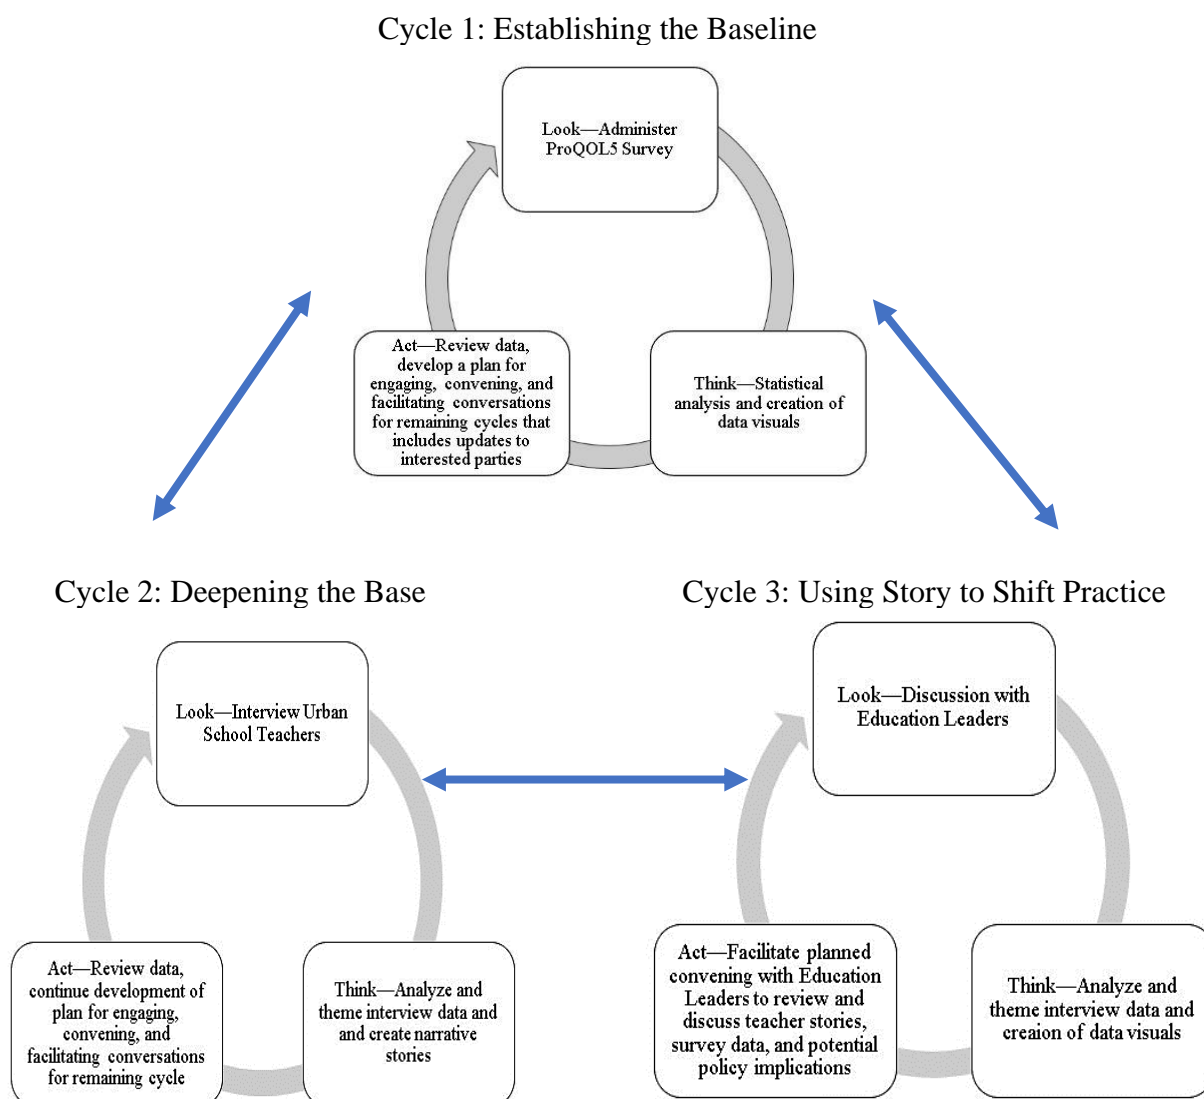 Cycle 1: Establishing the Baseline
Look—Administer
ProQOL5 Survey
Act—Review data,
develop a plan for
engaging, convening, and
facilitating conversations
for remaining cycles that
includes updates to
interested parties
Think—Statistical
analysis and creation of
data visuals
Cycle 2: Deepening the Base
Look—Interview Urban
School Teachers
Act—Review data,
continue development of
plan for engaging,
convening, and
facilitating conversations
for remaining cycle
Think—Analyze and
theme interview data and
and create narrative
stories
Cycle 3: Using Story to Shift Practice
Look—Discussion with
Education Leaders
Act—Facilitate planned
convening with Education
Leaders to review and
discuss teacher stories,
survey data, and potential
policy implications
Think—Analyze and
theme interview data and
creaion of data visuals